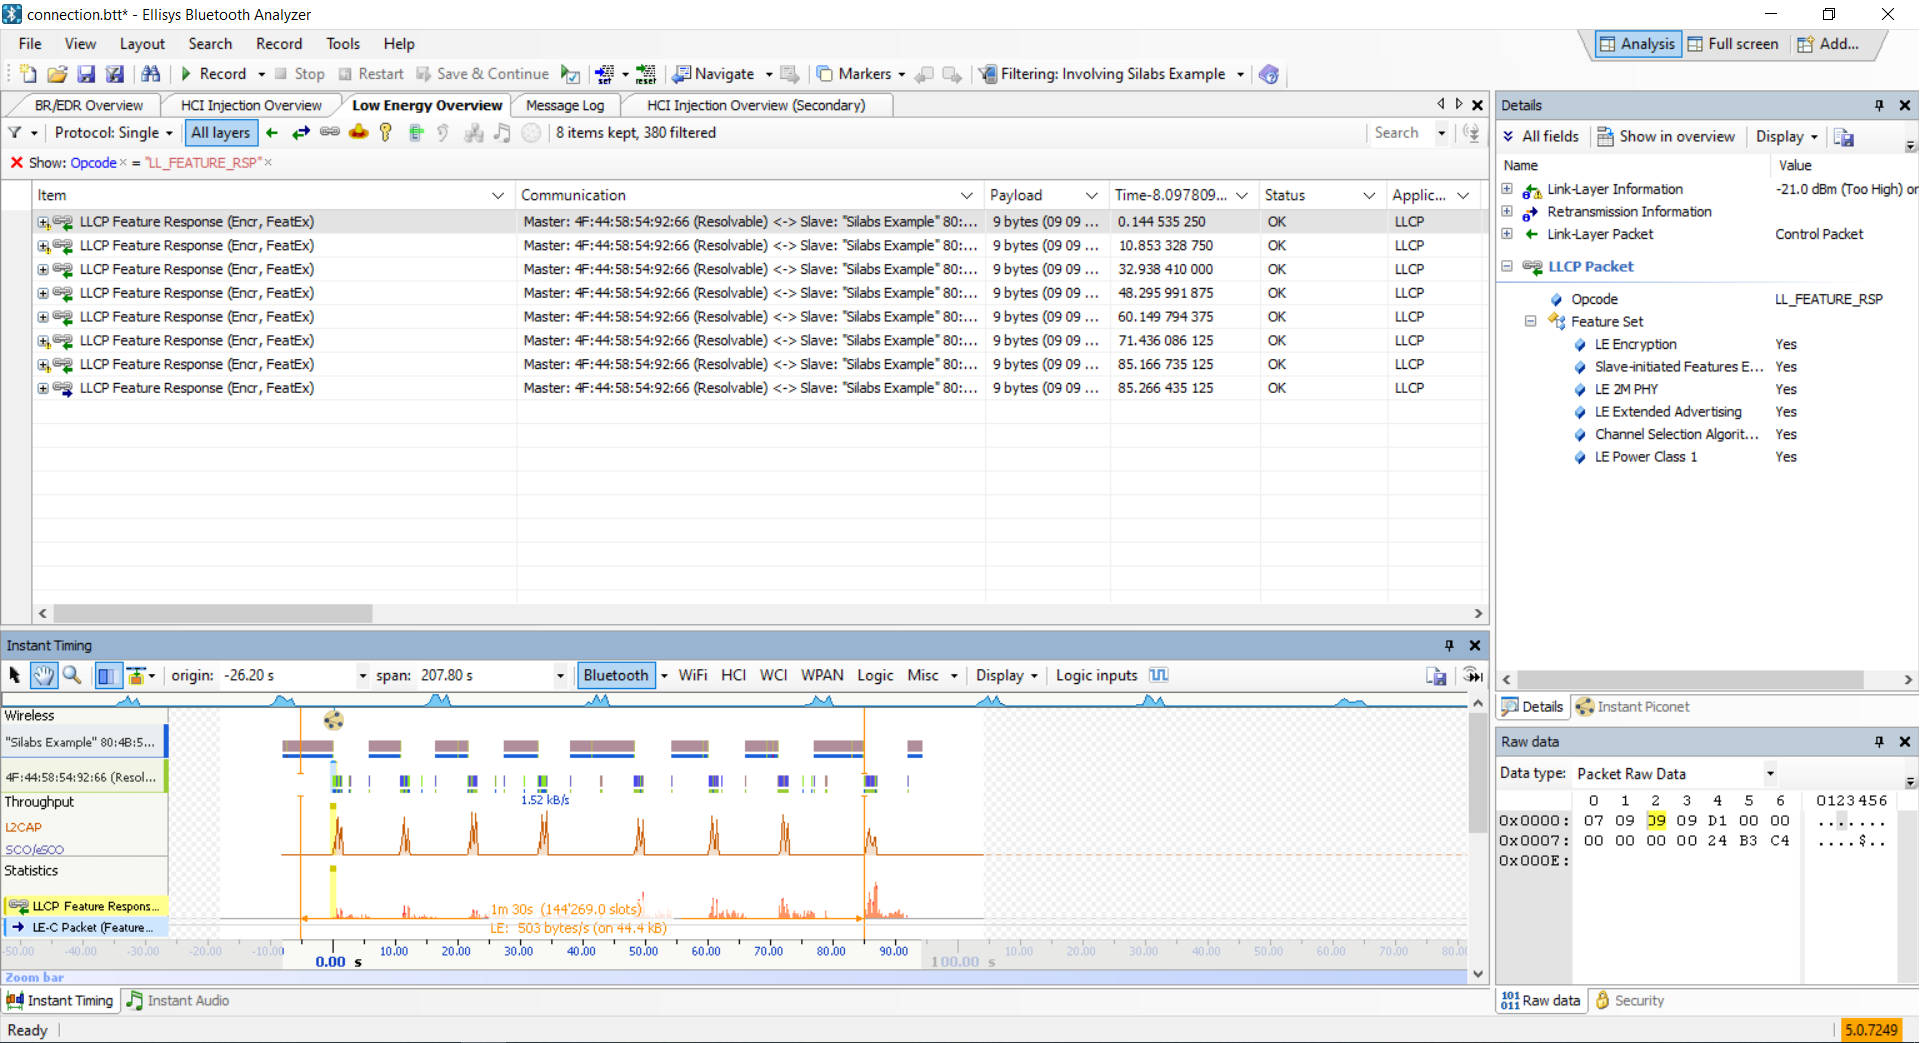 connection.btt* - Ellisys Bluetooth Analyzer
File View Layout Search Record Tools Help
Analysis Full screen Add...
Record Stop Restart Save & Continue set reset Navigate Markers Filtering: Involving Silabs Example
BR/EDR Overview HCI Injection Overview Low Energy Overview Message Log HCI Injection Overview (Secondary)
Protocol: Single All layers 8 items kept, 380 filtered Search
Show: Opcode = "LL_FEATURE_RSP"
Item Communication Payload Time-8.097809... Status Applic...
LLCP Feature Response (Encr, FeatEx) Master: 4F:44:58:54:92:66 (Resolvable) <-> Slave: "Silabs Example" 80:... 9 bytes (09 09 ... 0.144 535 250 OK LLCP
LLCP Feature Response (Encr, FeatEx) Master: 4F:44:58:54:92:66 (Resolvable) <-> Slave: "Silabs Example" 80:... 9 bytes (09 09 ... 10.853 328 750 OK LLCP
LLCP Feature Response (Encr, FeatEx) Master: 4F:44:58:54:92:66 (Resolvable) <-> Slave: "Silabs Example" 80:... 9 bytes (09 09 ... 32.938 410 000 OK LLCP
LLCP Feature Response (Encr, FeatEx) Master: 4F:44:58:54:92:66 (Resolvable) <-> Slave: "Silabs Example" 80:... 9 bytes (09 09 ... 48.295 991 875 OK LLCP
LLCP Feature Response (Encr, FeatEx) Master: 4F:44:58:54:92:66 (Resolvable) <-> Slave: "Silabs Example" 80:... 9 bytes (09 09 ... 60.149 794 375 OK LLCP
LLCP Feature Response (Encr, FeatEx) Master: 4F:44:58:54:92:66 (Resolvable) <-> Slave: "Silabs Example" 80:... 9 bytes (09 09 ... 71.436 086 125 OK LLCP
LLCP Feature Response (Encr, FeatEx) Master: 4F:44:58:54:92:66 (Resolvable) <-> Slave: "Silabs Example" 80:... 9 bytes (09 09 ... 85.166 735 125 OK LLCP
LLCP Feature Response (Encr, FeatEx) Master: 4F:44:58:54:92:66 (Resolvable) <-> Slave: "Silabs Example" 80:... 9 bytes (09 09 ... 85.266 435 125 OK LLCP
Instant Timing
origin: -26.20 s span: 207.80 s Bluetooth WiFi HCI WCI WPAN Logic Misc Display Logic inputs
Wireless
"Silabs Example" 80:4B:5...
4F:44:58:54:92:66 (Resol...
Throughput
1.52 kB/s
L2CAP
SCO/eSCO
Statistics
LLCP Feature Respons...
1m 30s (144'269.0 slots)
LE-C Packet (Feature...
LE: 503 bytes/s (on 44.4 kB)
-50.00 -40.00 -30.00 -20.00 -10.00 0.00 s 10.00 20.00 30.00 40.00 50.00 60.00 70.00 80.00 90.00 100.00 s 10.00 20.00 30.00 40.00 50.00 60.00 70.00 80.0
Zoom bar
Instant Timing Instant Audio
Ready
Details
All fields Show in overview Display
Name Value
Link-Layer Information -21.0 dBm (Too High) or
Retransmission Information
Link-Layer Packet Control Packet
LLCP Packet
Opcode LL_FEATURE_RSP
Feature Set
LE Encryption Yes
Slave-initiated Features E... Yes
LE 2M PHY Yes
LE Extended Advertising Yes
Channel Selection Algorit... Yes
LE Power Class 1 Yes
Details Instant Piconet
Raw data
Data type: Packet Raw Data
0 1 2 3 4 5 6 0123456
0x0000: 07 09 09 09 D1 00 00 .......
0x0007: 00 00 00 00 24 B3 C4 ....$..
0x000E:
101 011 Raw data Security
5.0.7249